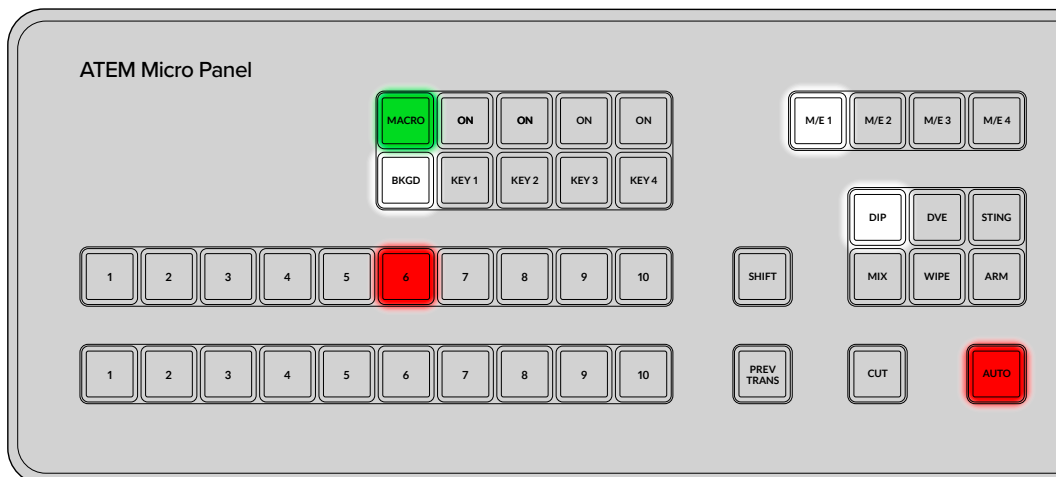 ATEM Micro Panel
MACRO ON ON ON ON
M/E 1 M/E 2 M/E 3 M/E 4
BKGD KEY 1 KEY 2 KEY 3 KEY 4
DIP DVE STING
1 2 3 4 5 6 7 8 9 10
SHIFT
MIX WIPE ARM
1 2 3 4 5 6 7 8 9 10
PREV
TRANS
CUT
AUTO